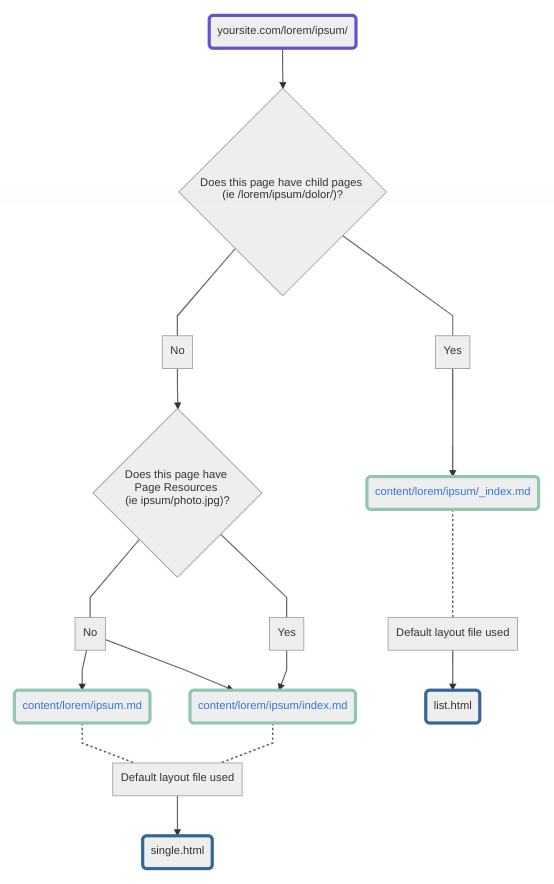 yoursite.com/lorem/ipsum/
Does this page have child pages
(ie /lorem/ipsum/dolor/)?
No
Yes
Does this page have
Page Resources
(ie ipsum/photo.jpg)?
content/lorem/ipsum/_index.md
No
Yes
Default layout file used
content/lorem/ipsum.md
content/lorem/ipsum/index.md
list.html
Default layout file used
single.html